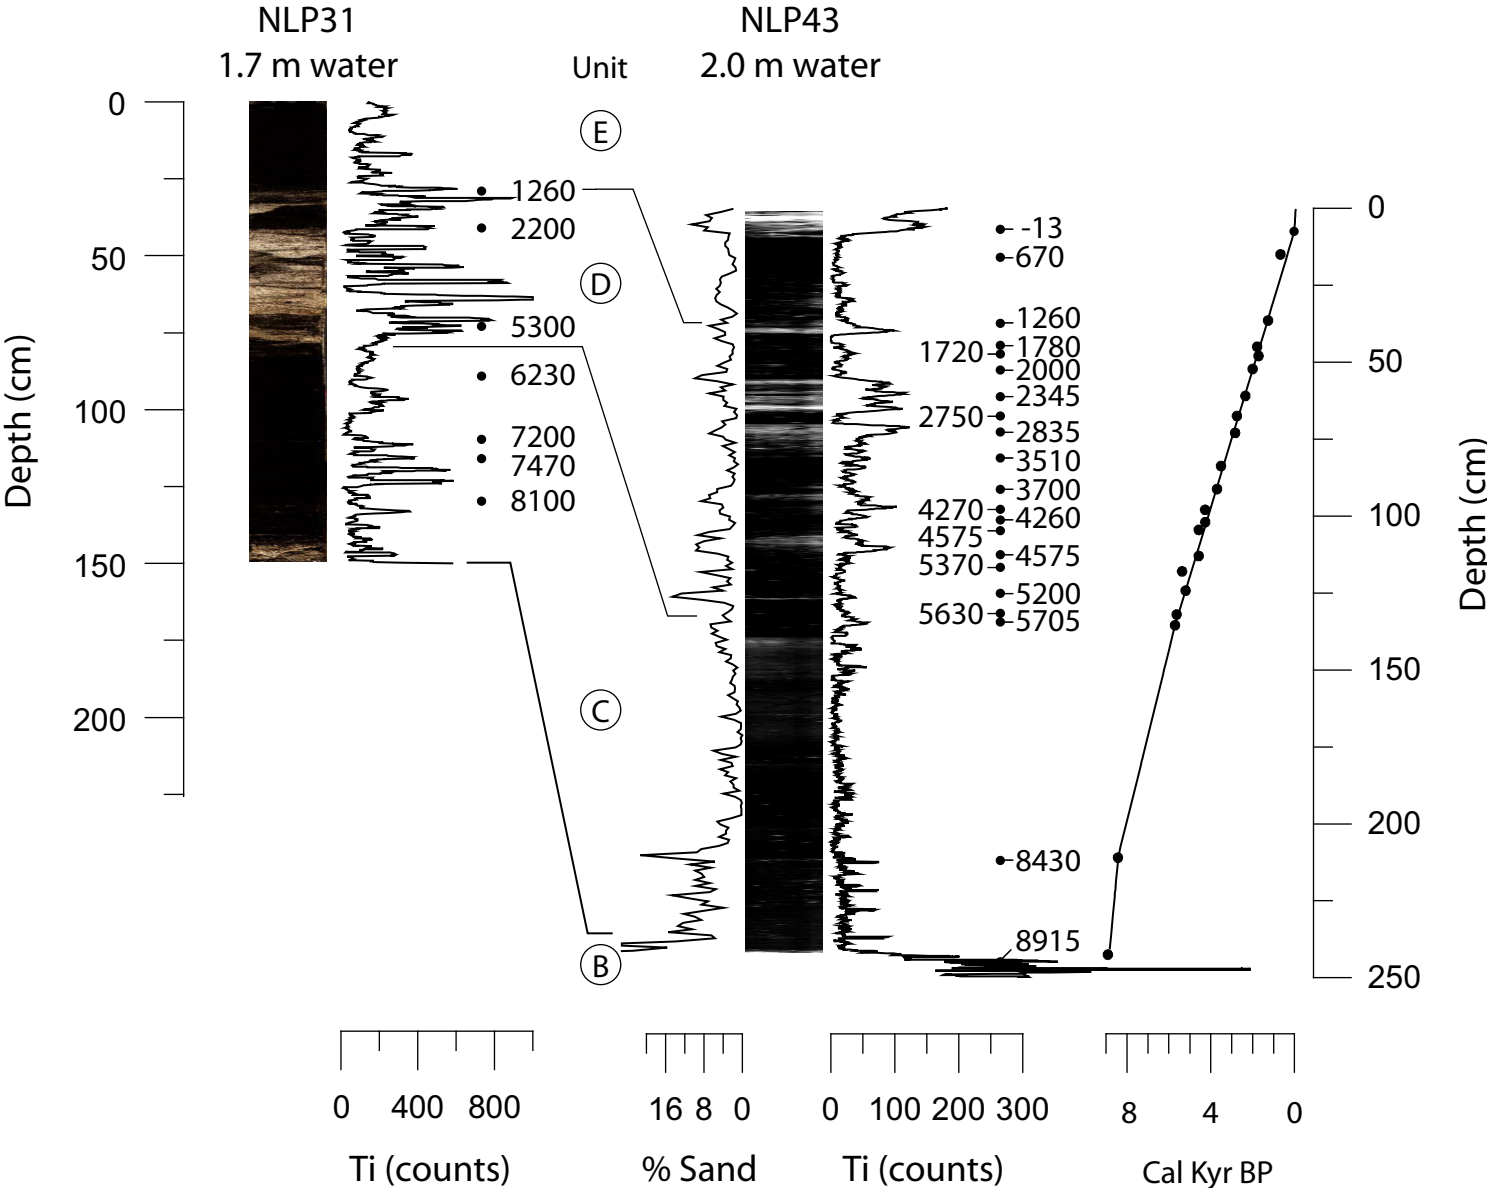 NLP31
1.7 m water
Unit
NLP43
2.0 m water
Depth (cm)
0
50
100
150
200
1260
2200
5300
6230
7200
7470
8100
E
D
C
B
-13
670
1260
1720
1780
2000
2345
2750
2835
3510
3700
4270
4260
4575
4575
5370
5200
5630
5705
8430
8915
0
50
100
150
200
250
Depth (cm)
0 400 800
Ti (counts)
16 8 0
% Sand
0 100 200 300
Ti (counts)
8 4 0
Cal Kyr BP